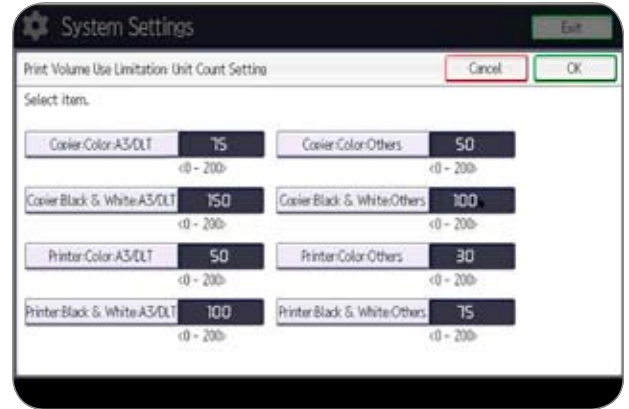 System Settings Exit
Print Volume Use Limitation Unit Count Setting Cancel OK
Select item.
Copier:Color:A3/DLT 75 Copier:Color:Others 50
<0 - 200> <0 - 200>
Copier:Black & White:A3/DLT 150 Copier:Black & White:Others 100
<0 - 200> <0 - 200>
Printer:Color:A3/DLT 50 Printer:Color:Others 30
<0 - 200> <0 - 200>
Printer:Black & White:A3/DLT 100 Printer:Black & White:Others 75
<0 - 200> <0 - 200>